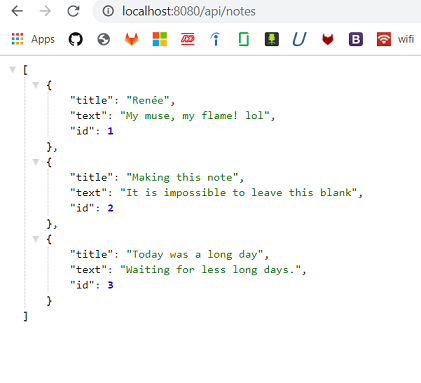 localhost:8080/api/notes
Apps wifi
[
{
"title": "Renée",
"text": "My muse, my flame! lol",
"id": 1
},
{
"title": "Making this note",
"text": "It is impossible to leave this blank",
"id": 2
},
{
"title": "Today was a long day",
"text": "Waiting for less long days.",
"id": 3
}
]